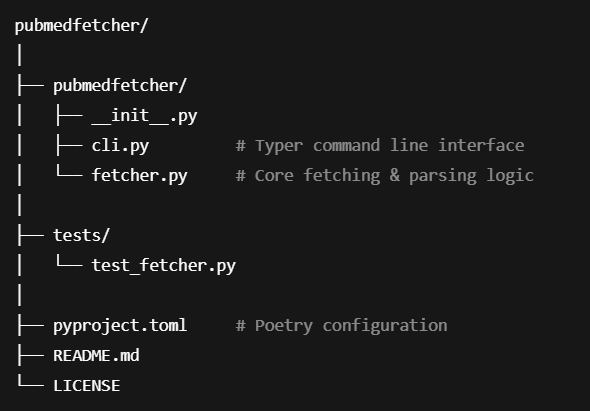 pubmedfetcher/
│
├── pubmedfetcher/
│   ├── __init__.py
│   ├── cli.py         # Typer command line interface
│   └── fetcher.py     # Core fetching & parsing logic
│
├── tests/
│   └── test_fetcher.py
│
├── pyproject.toml     # Poetry configuration
├── README.md
└── LICENSE